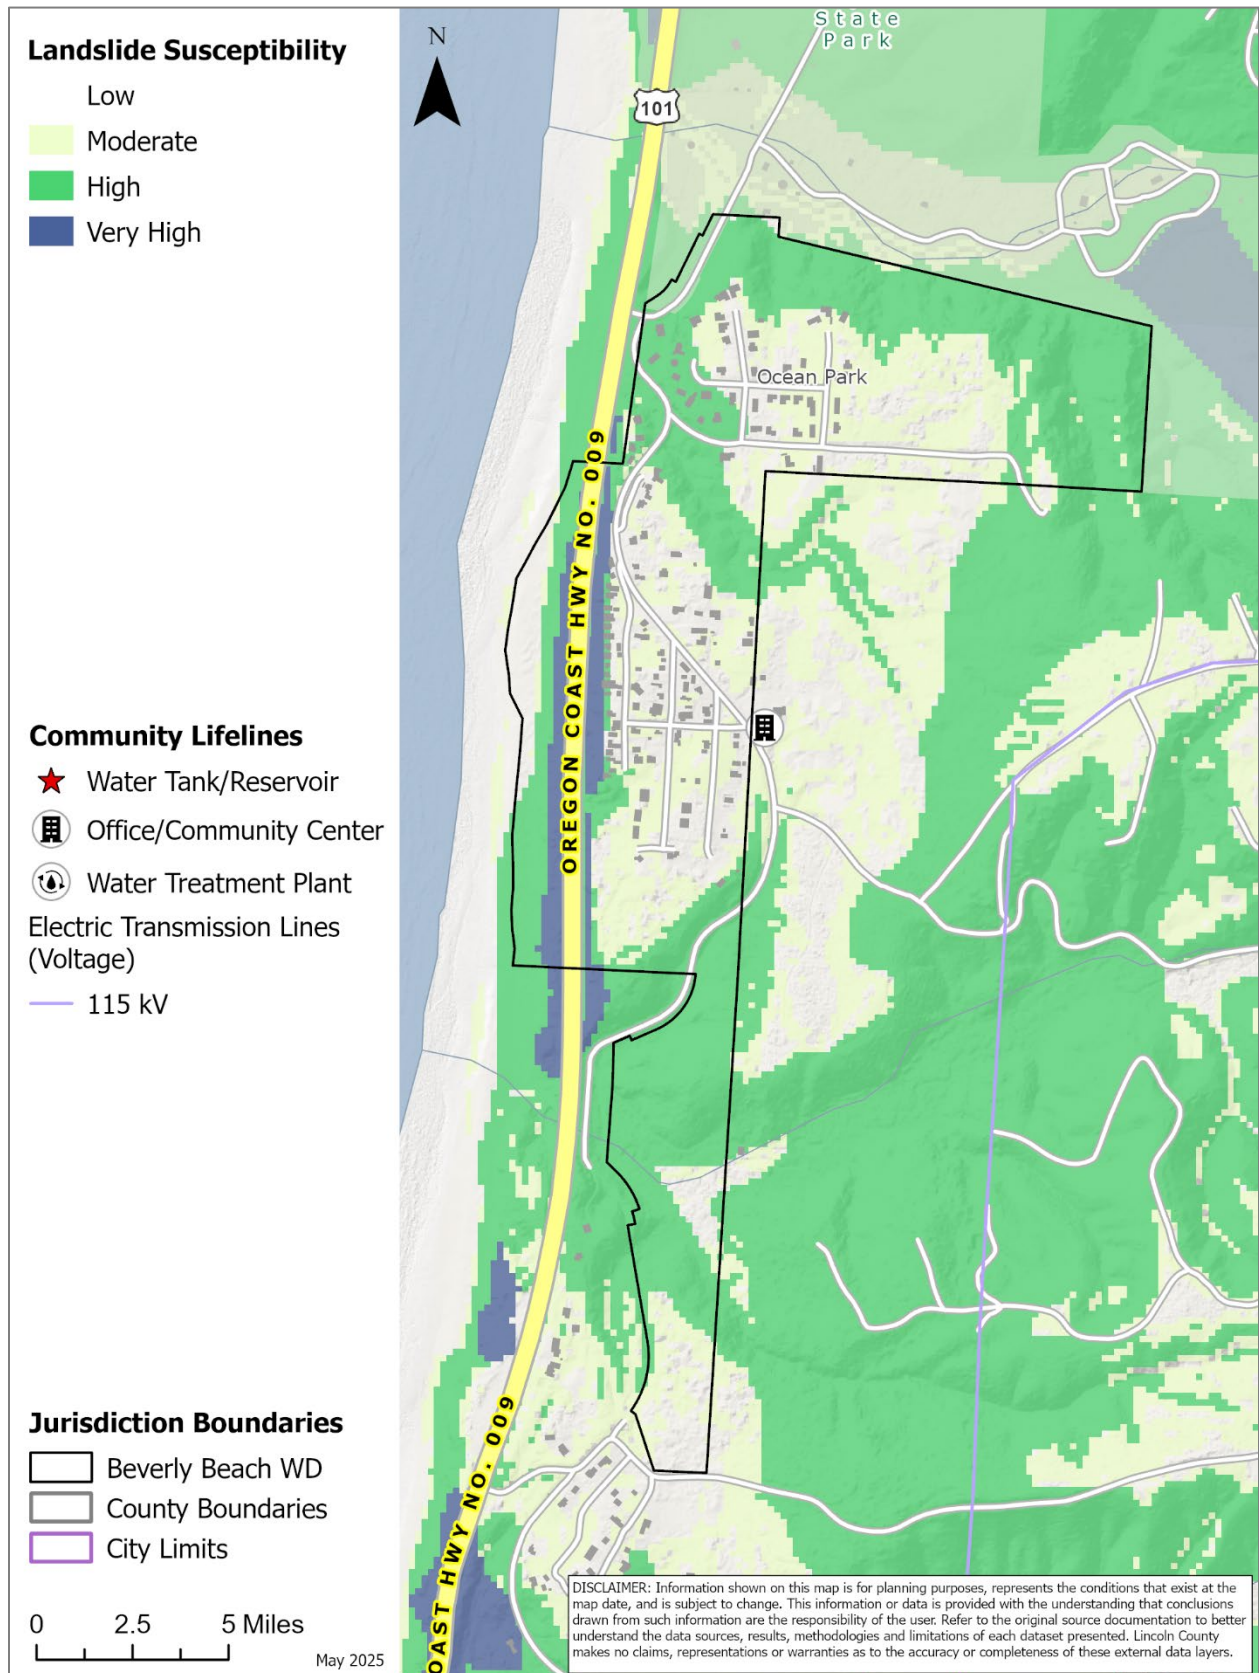 Landslide Susceptibility
Low
Moderate
High
Very High
Community Lifelines
Water Tank/Reservoir
Office/Community Center
Water Treatment Plant
Electric Transmission Lines
(Voltage)
115 kV
Jurisdiction Boundaries
Beverly Beach WD
County Boundaries
City Limits
0 2.5 5 Miles
May 2025
N
State
Park
101
Ocean Park
OREGON COAST HWY NO. 009
COAST HWY NO. 009
DISCLAIMER: Information shown on this map is for planning purposes, represents the conditions that exist at the
map date, and is subject to change. This information or data is provided with the understanding that conclusions
drawn from such information are the responsibility of the user. Refer to the original source documentation to better
understand the data sources, results, methodologies and limitations of each dataset presented. Lincoln County
makes no claims, representations or warranties as to the accuracy or completeness of these external data layers.